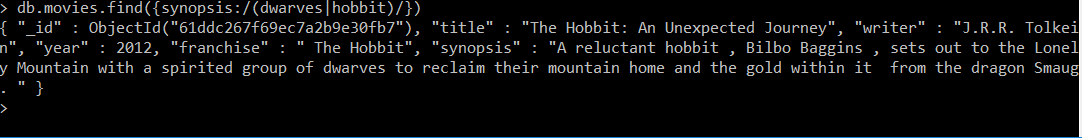 > db.movies.find({synopsis:/(dwarves|hobbit)/})
{ "_id" : ObjectId("61ddc267f69ec7a2b9e30fb7"), "title" : "The Hobbit: An Unexpected Journey", "writer" : "J.R.R. Tolkei
n", "year" : 2012, "franchise" : " The Hobbit", "synopsis" : "A reluctant hobbit , Bilbo Baggins , sets out to the Lonel
y Mountain with a spirited group of dwarves to reclaim their mountain home and the gold within it  from the dragon Smaug
. " }
>